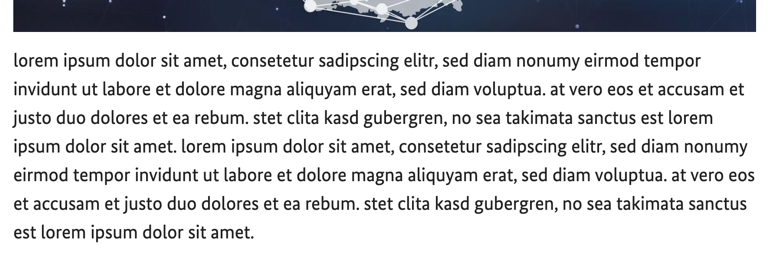 lorem ipsum dolor sit amet, consetetur sadipscing elitr, sed diam nonumy eirmod tempor
invidunt ut labore et dolore magna aliquyam erat, sed diam voluptua. at vero eos et accusam et
justo duo dolores et ea rebum. stet clita kasd gubergren, no sea takimata sanctus est lorem
ipsum dolor sit amet. lorem ipsum dolor sit amet, consetetur sadipscing elitr, sed diam nonumy
eirmod tempor invidunt ut labore et dolore magna aliquyam erat, sed diam voluptua. at vero eos
et accusam et justo duo dolores et ea rebum. stet clita kasd gubergren, no sea takimata sanctus
est lorem ipsum dolor sit amet.